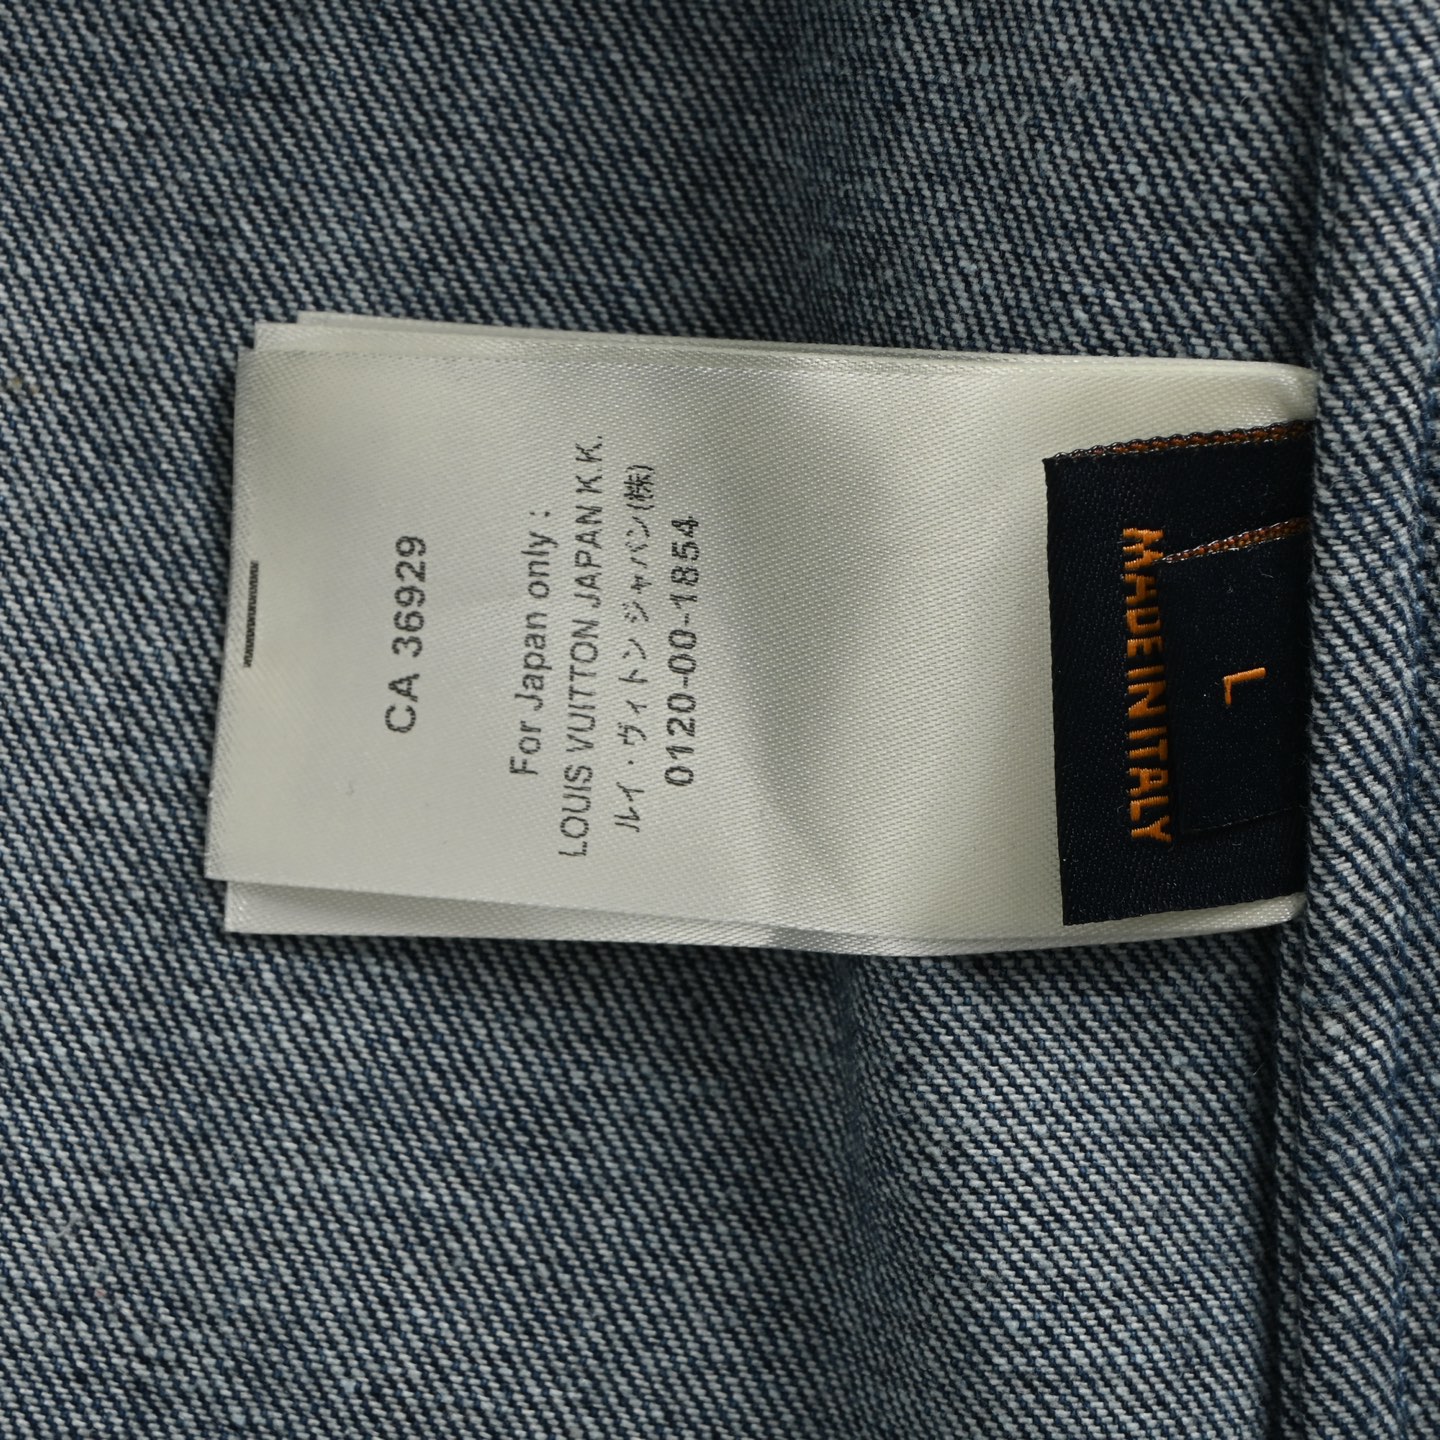 CA 36929
For Japan only :
LOUIS VUITTON JAPAN K.K.
ルイ・ヴィトン ジャパン(株)
0120-00-1854
MADE IN ITALY
L